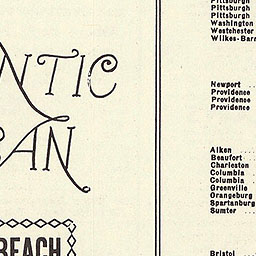 NTIC
AN
BEACH
Pittsburgh
Pittsburgh
Pittsburgh
Washington
Westchester
Wilkes-Barr
Newport
Providence
Providence
Providence
Aiken
Beaufort
Charleston
Columbia
Columbia
Greenville
Orangeburg
Spartanburg
Sumter
Bristol